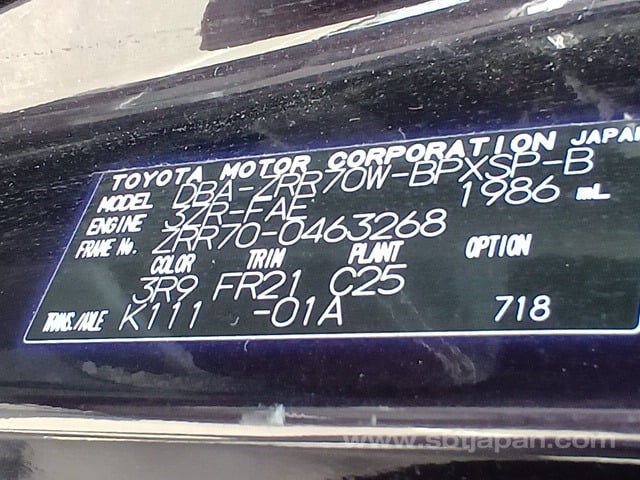 TOYOTA MOTOR CORPORATION JAPAN
MODEL DBA-ZRR70W-BPXSP-B
ENGINE 3ZR-FAE 1986 mL
FRAME No. ZRR70-0463268
COLOR TRIM PLANT OPTION
3R9 FR21 C25
TRANS./AXLE K111 -01A 718
www.sbtjapan.com